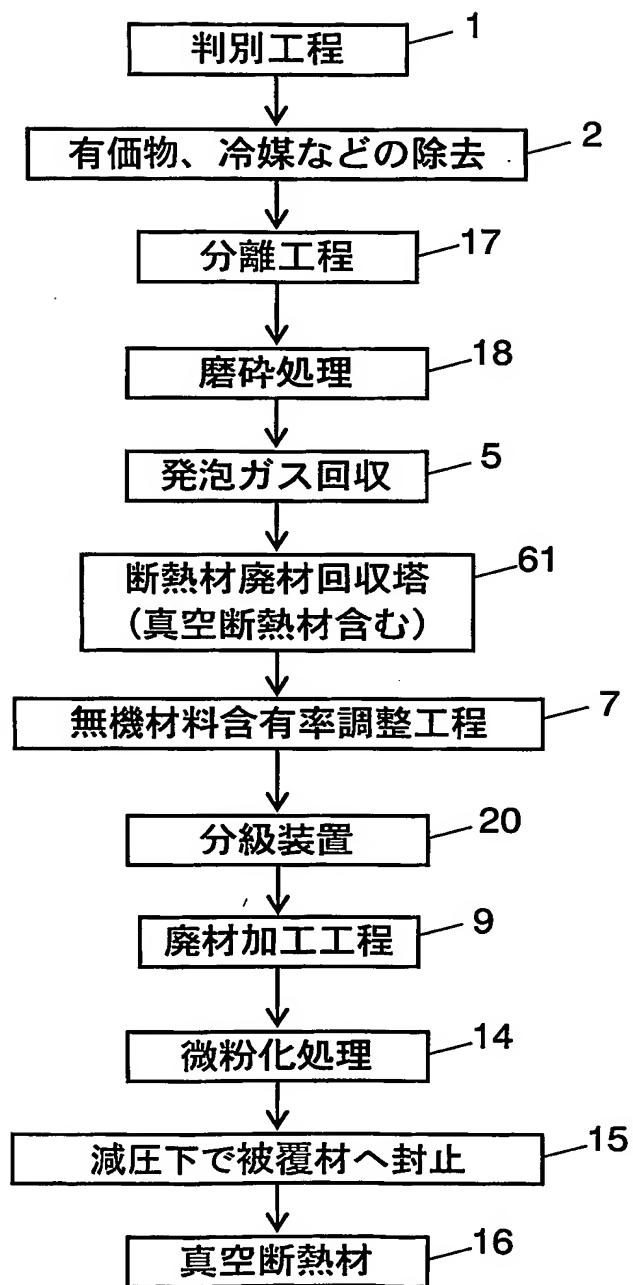 判別工程
1
有価物、冷媒などの除去
2
分離工程
17
磨砕処理
18
発泡ガス回収
5
断熱材廃材回収塔
(真空断熱材含む)
61
無機材料含有率調整工程
7
分級装置
20
廃材加工工程
9
微粉化処理
14
減圧下で被覆材へ封止
15
真空断熱材
16